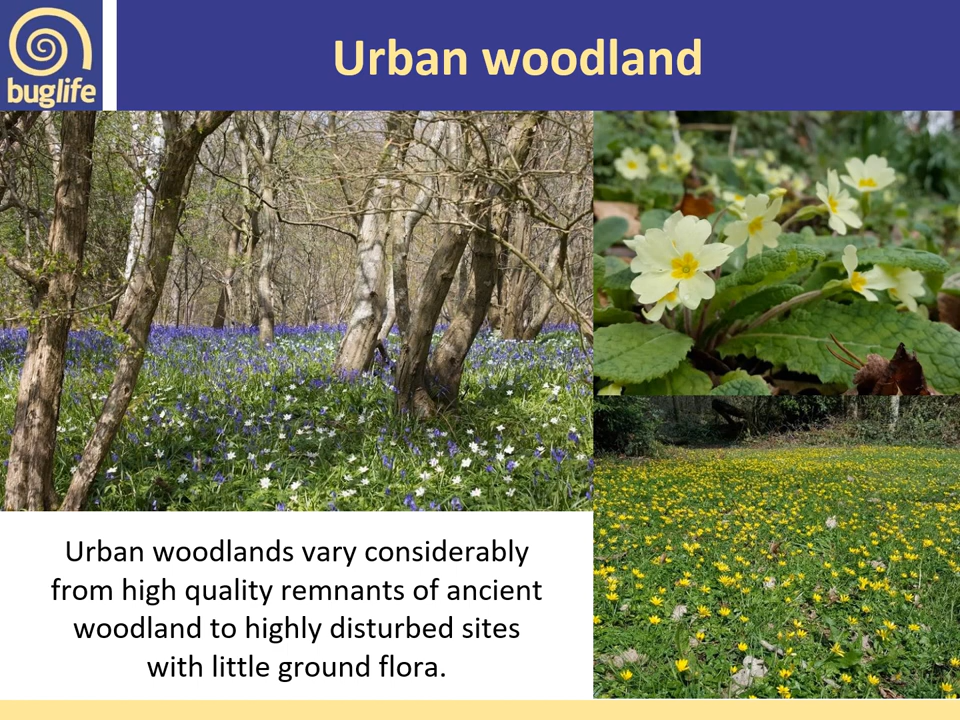 buglife
Urban woodland
Urban woodlands vary considerably
from high quality remnants of ancient
woodland to highly disturbed sites
with little ground flora.